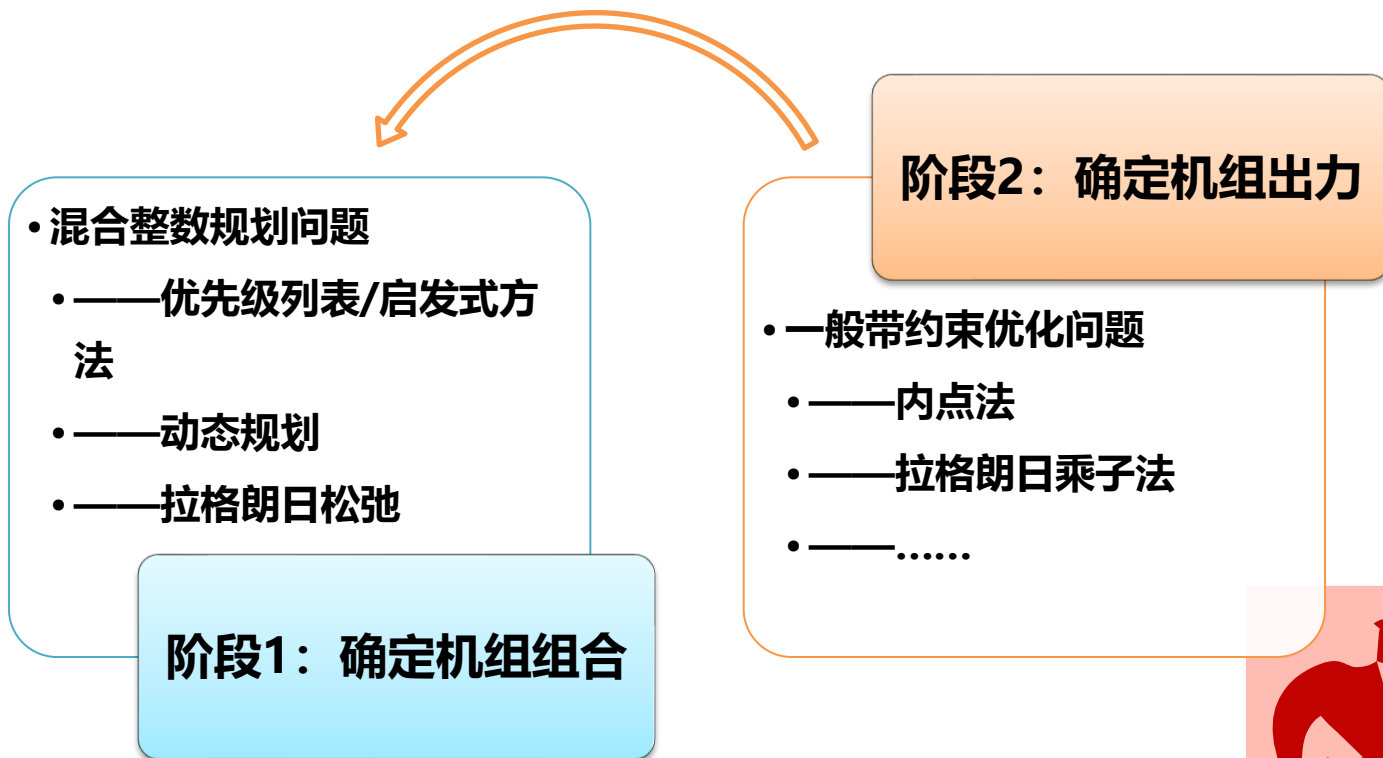 • 混合整数规划问题
• ——优先级列表/启发式方
法
• ——动态规划
• ——拉格朗日松弛
阶段1：确定机组组合
阶段2：确定机组出力
• 一般带约束优化问题
• ——内点法
• ——拉格朗日乘子法
• ——……